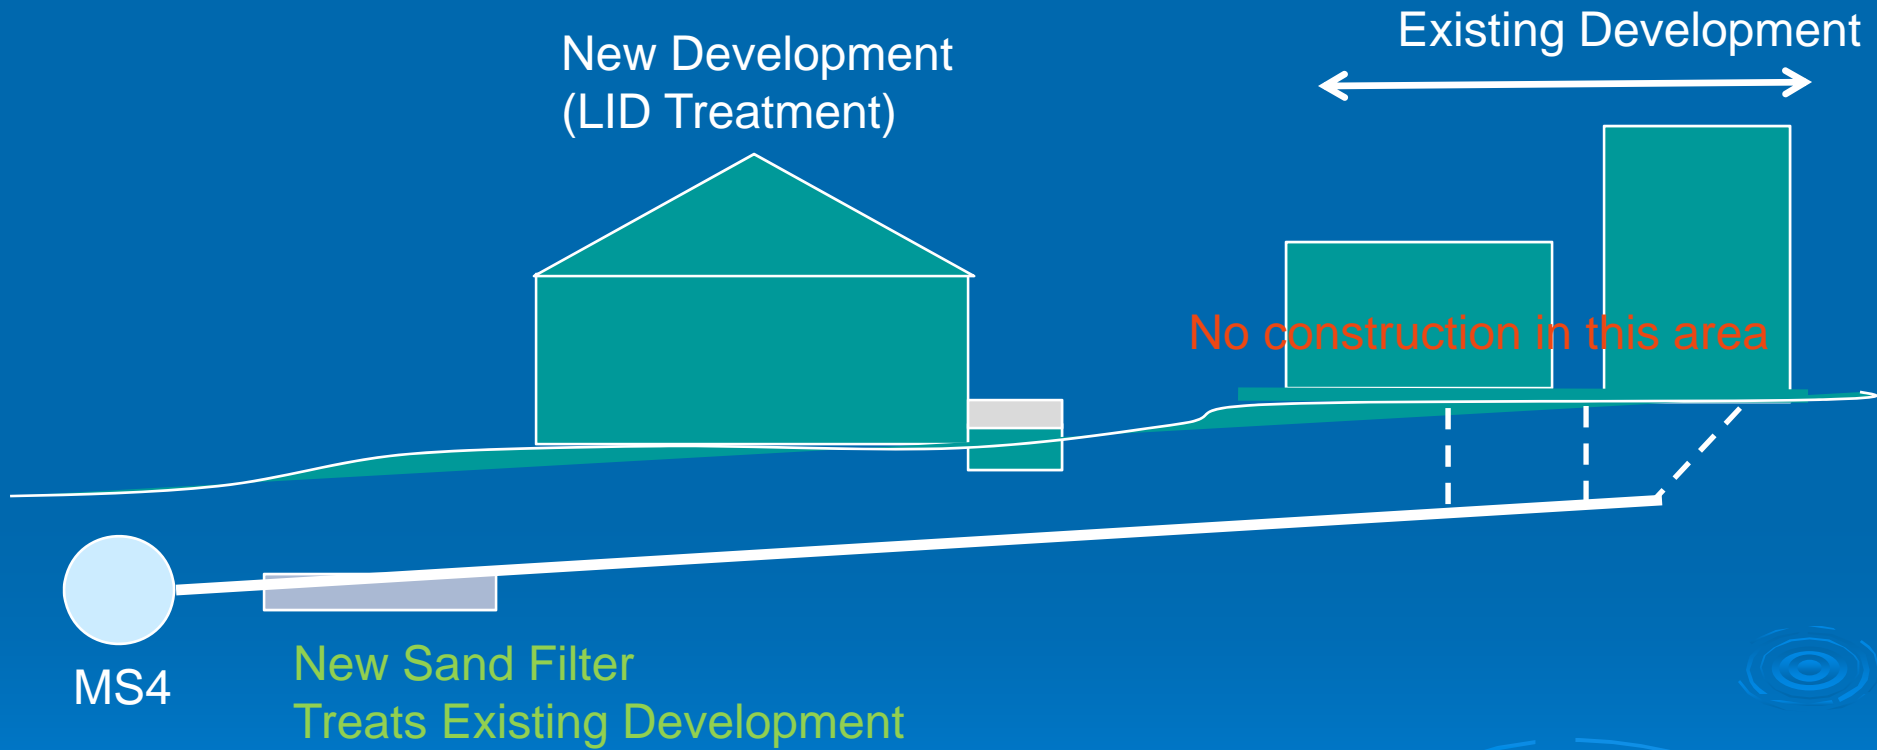 Existing Development
New Development
(LID Treatment)
No construction in this area
MS4
New Sand Filter
Treats Existing Development